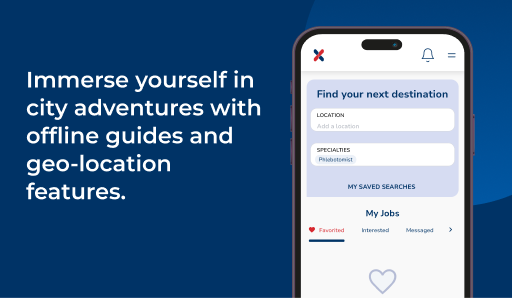 Immerse yourself in
city adventures with
offline guides and
geo-location
features.
Find your next destination
LOCATION
Add a location
SPECIALTIES
Phlebotomist
MY SAVED SEARCHES
My Jobs
Favorited Interested Messaged